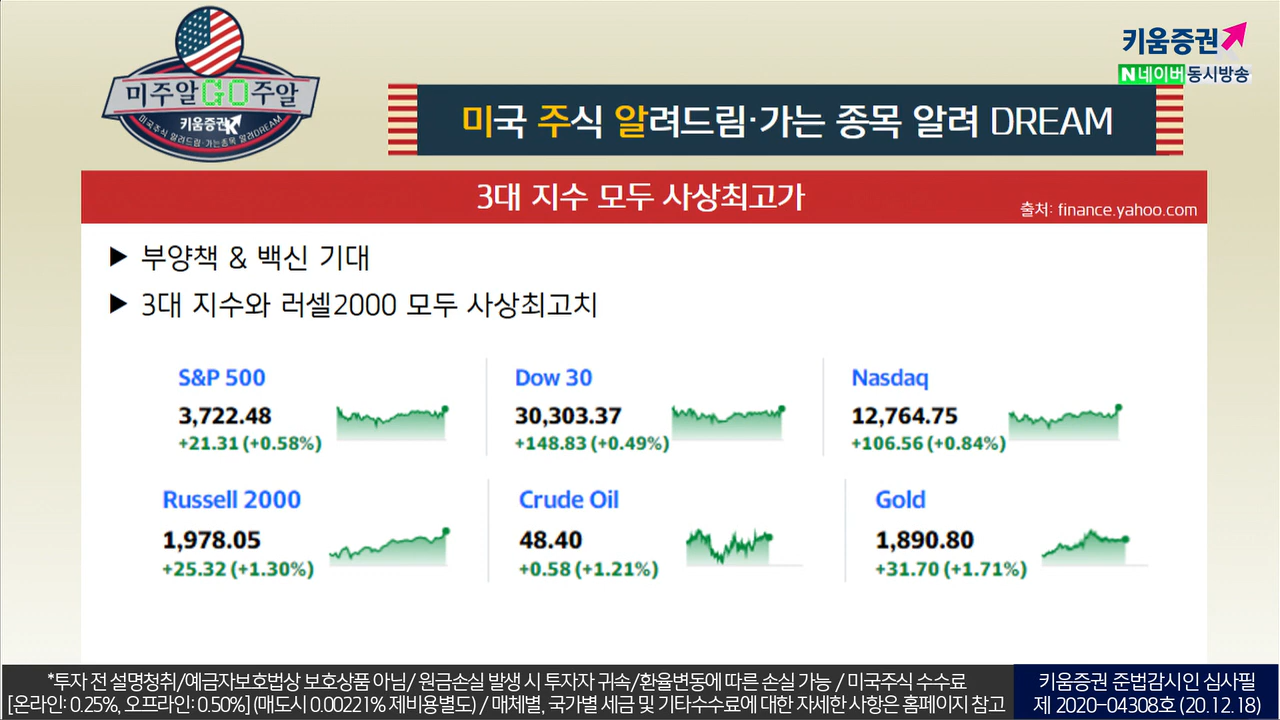 미주알GO주알
키움증권
미국주식 알려드림·가는종목 알려DREAM
키움증권
N 네이버 동시방송
미국 주식 알려드림·가는 종목 알려 DREAM
3대 지수 모두 사상최고가
출처: finance.yahoo.com
▶ 부양책 & 백신 기대
▶ 3대 지수와 러셀2000 모두 사상최고치
S&P 500
3,722.48
+21.31 (+0.58%)
Dow 30
30,303.37
+148.83 (+0.49%)
Nasdaq
12,764.75
+106.56 (+0.84%)
Russell 2000
1,978.05
+25.32 (+1.30%)
Crude Oil
48.40
+0.58 (+1.21%)
Gold
1,890.80
+31.70 (+1.71%)
*투자 전 설명청취/예금자보호법상 보호상품 아님/ 원금손실 발생 시 투자자 귀속/환율변동에 따른 손실 가능 / 미국주식 수수료
[온라인: 0.25%, 오프라인: 0.50%] (매도시 0.00221% 제비용별도) / 매체별, 국가별 세금 및 기타수수료에 대한 자세한 사항은 홈페이지 참고
키움증권 준법감시인 심사필
제 2020-04308호 (20.12.18)